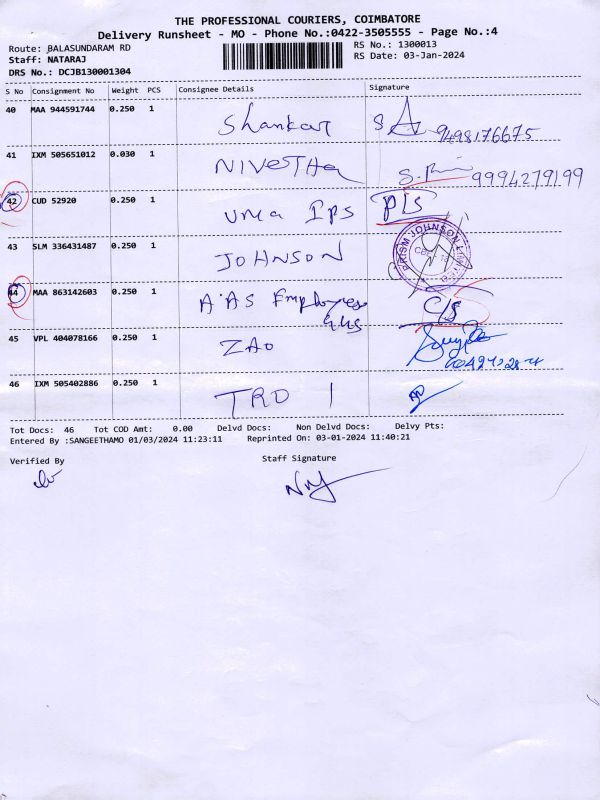 THE PROFESSIONAL COURIERS, COIMBATORE
Delivery Runsheet - MO - Phone No.:0422-3505555 - Page No.:4
Route: BALASUNDARAM RD RS No.: 1300013
Staff: NATARAJ RS Date: 03-Jan-2024
DRS No.: DCJB130001304
S No Consignment No Weight PCS Consignee Details Signature
40 MAA 944591744 0.250 1 Shankar 9498176675
41 IXM 505651012 0.030 1 NIVETHA 9994279199
42 CUD 52920 0.250 1 uma IPS P/S
43 SLM 336431487 0.250 1 JOHNSON PRISM JOHNSON
44 MAA 863142603 0.250 1 Employees C/S
45 VPL 404078166 0.250 1 ZAO
46 IXM 505402886 0.250 1 TRD 1
Tot Docs: 46 Tot COD Amt: 0.00 Delvd Docs: Non Delvd Docs: Delvy Pts:
Entered By :SANGEETHAMO 01/03/2024 11:23:11 Reprinted On: 03-01-2024 11:40:21
Verified By Staff Signature